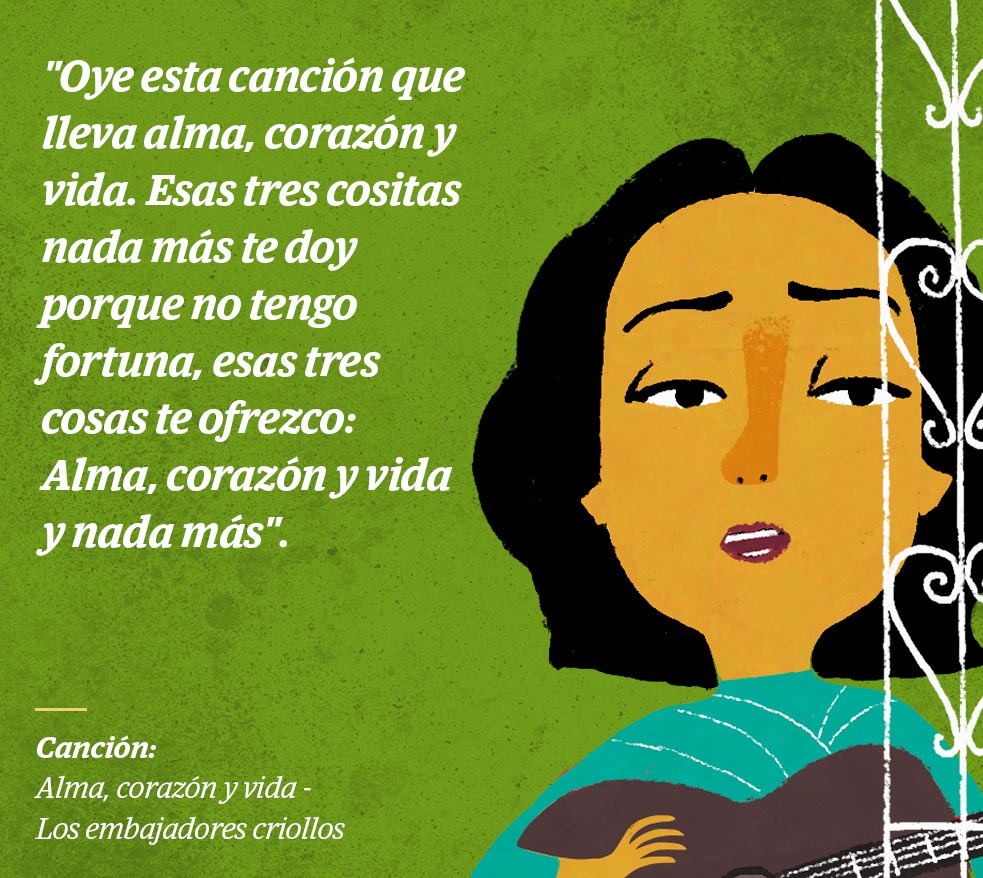 "Oye esta canción que
lleva alma, corazón y
vida. Esas tres cositas
nada más te doy
porque no tengo
fortuna, esas tres
cosas te ofrezco:
Alma, corazón y vida
y nada más".
Canción:
Alma, corazón y vida -
Los embajadores criollos